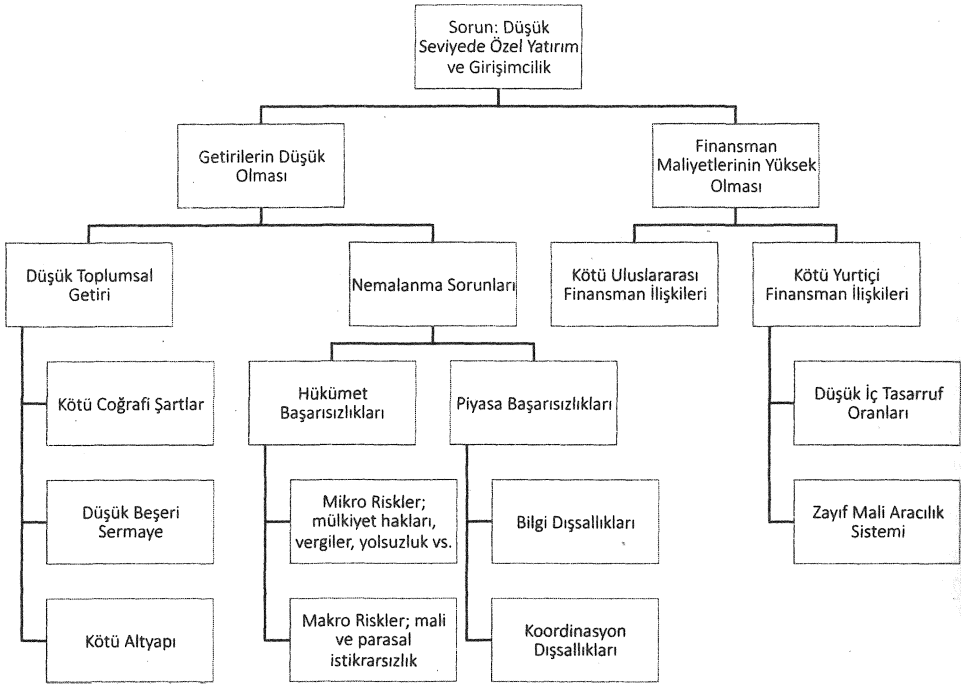 Sorun: Düşük
Seviyede Özel Yatırım
ve Girişimcilik
Getirilerin Düşük
Olması
Finansman
Maliyetlerinin Yüksek
Olması
Düşük Toplumsal
Getiri
Nemalanma Sorunları
Kötü Uluslararası
Finansman İlişkileri
Kötü Yurtiçi
Finansman İlişkileri
Kötü Coğrafi Şartlar
Hükümet
Başarısızlıkları
Piyasa Başarısızlıkları
Düşük İç Tasarruf
Oranları
Düşük Beşeri
Sermaye
Mikro Riskler;
mülkiyet hakları,
vergiler, yolsuzluk vs.
Bilgi Dışsallıkları
Zayıf Mali Aracılık
Sistemi
Kötü Altyapı
Makro Riskler; mali
ve parasal
istikrarsızlık
Koordinasyon
Dışsallıkları